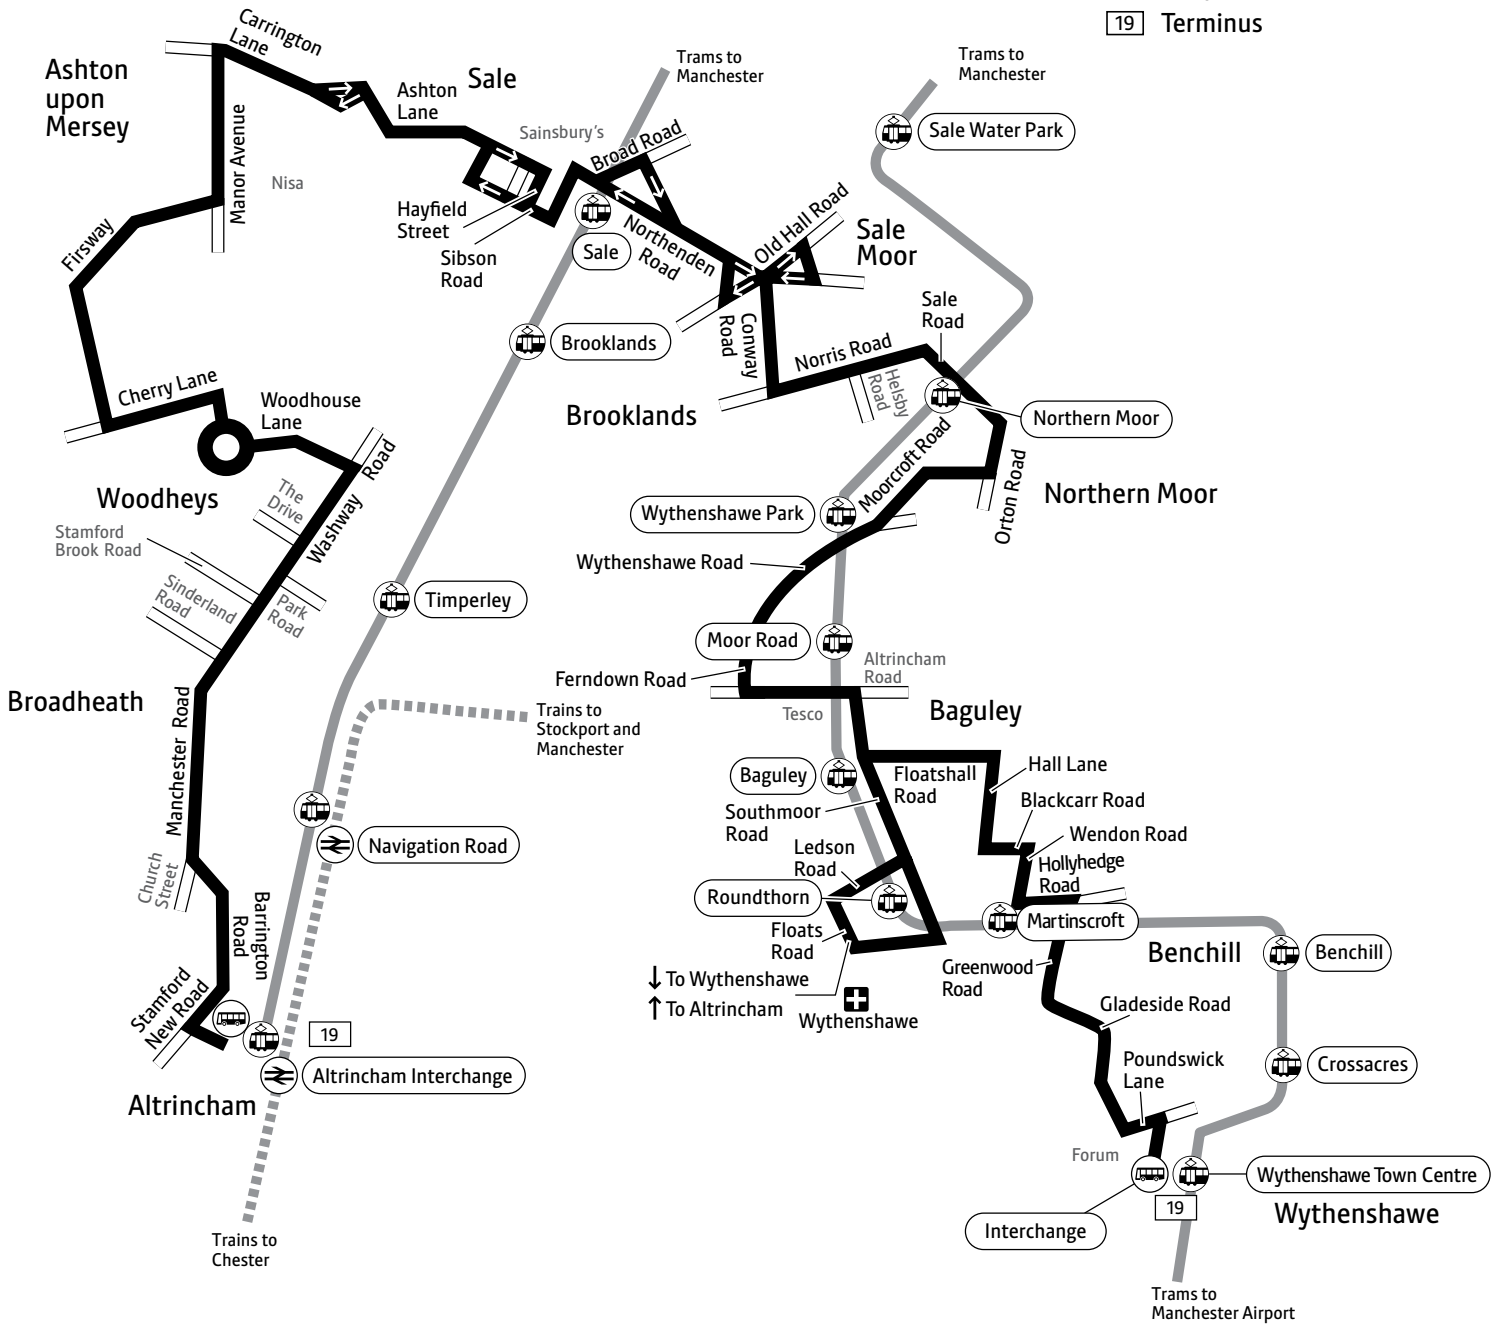 19 Terminus
Carrington
Lane
Ashton
upon
Mersey
Sale
Trams to
Manchester
Trams to
Manchester
Ashton
Lane
Manor Avenue
Sainsbury's
Broad Road
Sale Water Park
Nisa
Firsway
Hayfield
Street
Sibson
Road
Sale
Northenden
Road
Old Hall Road
Sale
Moor
Brooklands
Conway
Road
Sale
Road
Norris Road
Helsby
Road
Cherry Lane
Woodhouse
Lane
Brooklands
Northern Moor
Moorcroft Road
Orton Road
Northern Moor
Woodheys
The
Drive
Washway Road
Stamford
Brook Road
Sinderland
Road
Park
Road
Wythenshawe Park
Wythenshawe Road
Timperley
Moor Road
Ferndown Road
Altrincham
Road
Broadheath
Manchester Road
Trains to
Stockport and
Manchester
Tesco
Baguley
Baguley
Floatshall
Road
Hall Lane
Southmoor
Road
Blackcarr Road
Wendon Road
Navigation Road
Ledson
Road
Hollyhedge
Road
Church
Street
Roundthorn
Martinscroft
Barrington
Road
Floats
Road
Benchill
Benchill
Greenwood
Road
↓ To Wythenshawe
↑ To Altrincham
Wythenshawe
Stamford
New Road
19
Gladeside Road
Poundswick
Lane
Crossacres
Altrincham Interchange
Altrincham
Forum
Wythenshawe Town Centre
19
Wythenshawe
Interchange
Trains to
Chester
Trams to
Manchester Airport